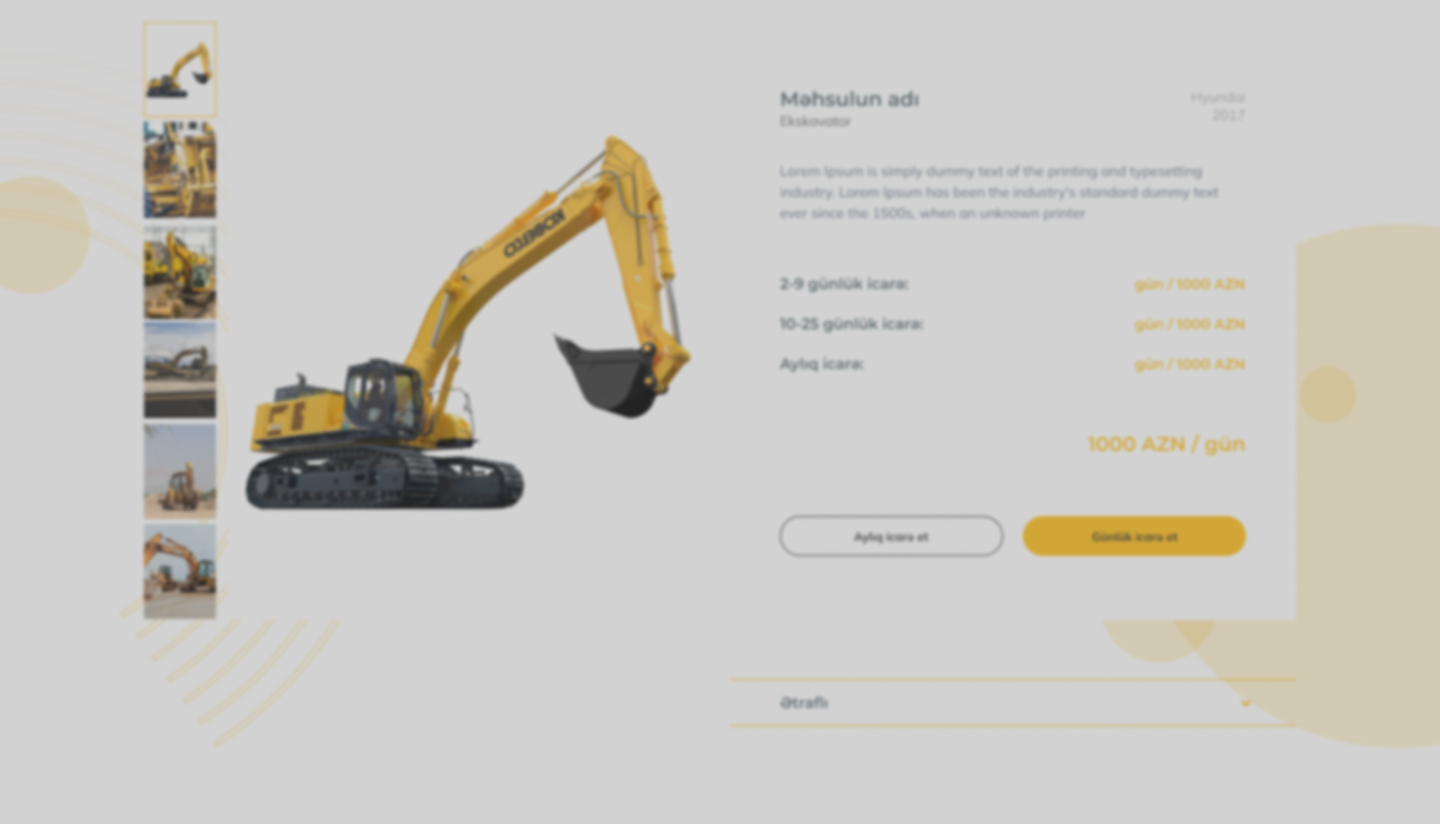 Məhsulun adı
Hyundai
Ekskavator
2017
Lorem Ipsum is simply dummy text of the printing and typesetting
industry. Lorem Ipsum has been the industry's standard dummy text
ever since the 1500s, when an unknown printer
2-9 günlük icarə:
gün / 1000 AZN
10-25 günlük icarə:
gün / 1000 AZN
Aylıq icarə:
gün / 1000 AZN
1000 AZN / gün
Aylıq icarə et
Günlük icarə et
Ətraflı